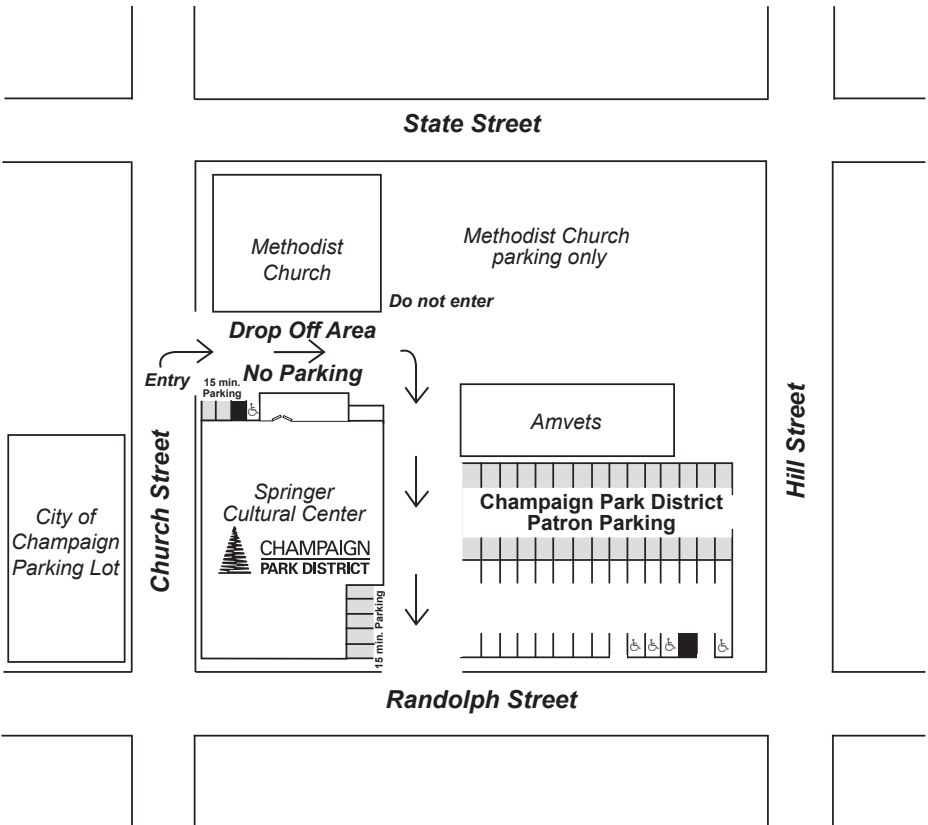 State Street
Methodist
Church
Methodist Church
parking only
Do not enter
Drop Off Area
Entry
No Parking
15 min.
Parking
Church Street
Hill Street
Amvets
City of
Champaign
Parking Lot
Springer
Cultural Center
CHAMPAIGN
PARK DISTRICT
Champaign Park District
Patron Parking
15 min. Parking
Randolph Street